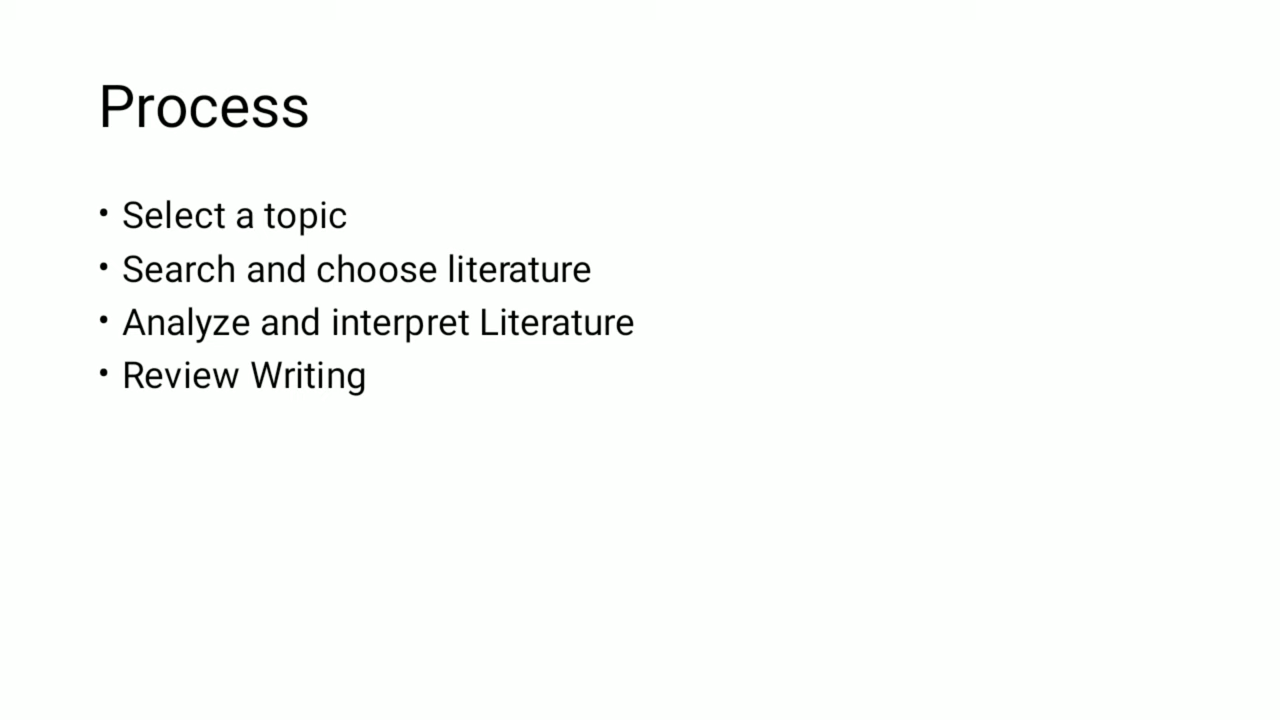 Process
• Select a topic
• Search and choose literature
• Analyze and interpret Literature
• Review Writing